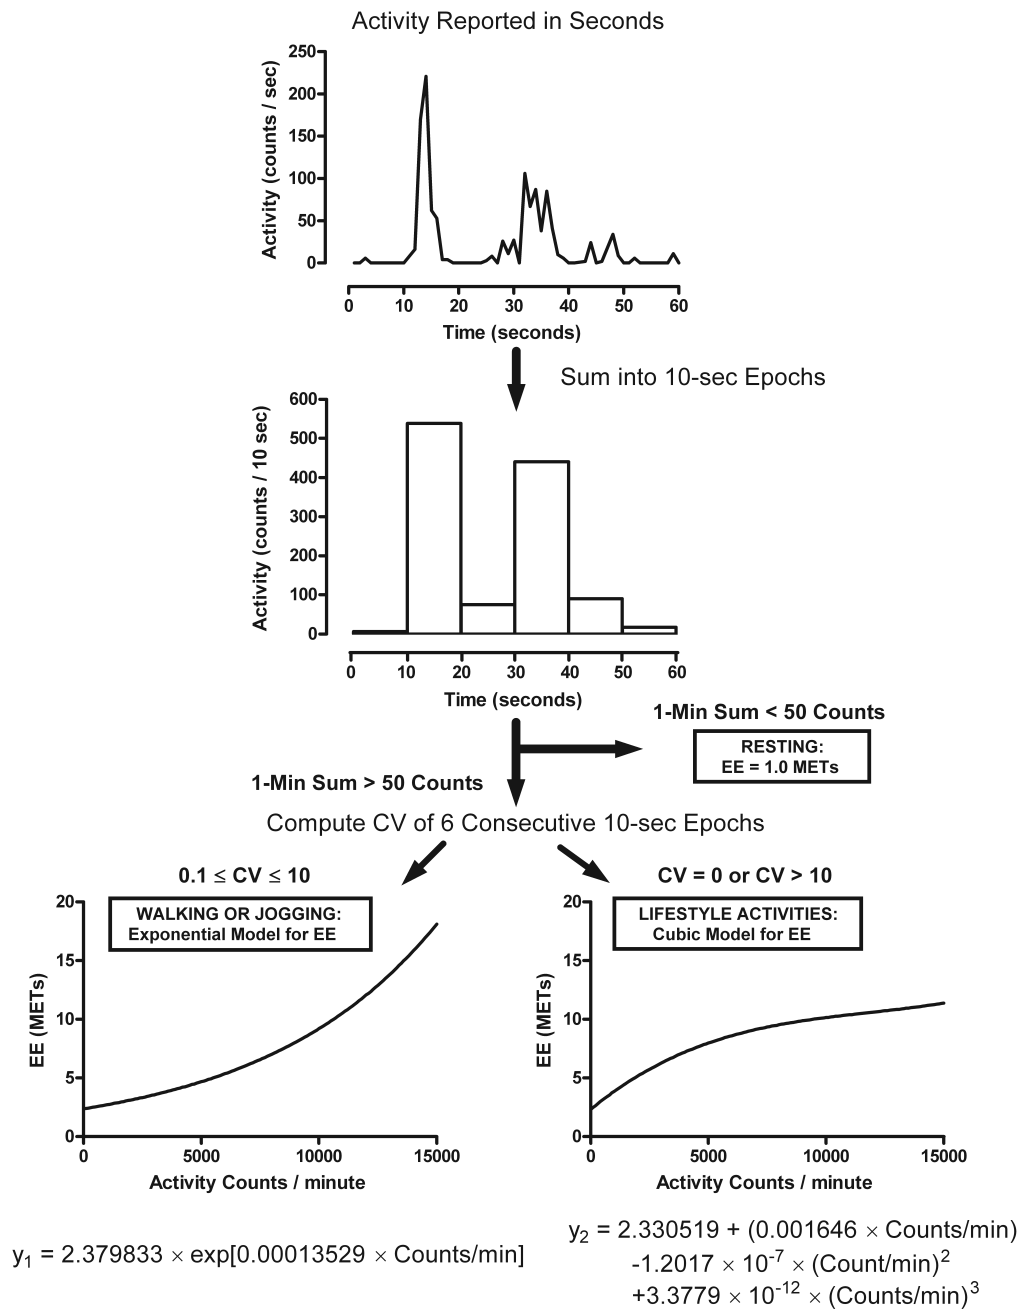 Activity Reported in Seconds
250
200
150
100
50
0
Activity (counts / sec)
0 10 20 30 40 50 60
Time (seconds)
Sum into 10-sec Epochs
600
500
400
300
200
100
0
Activity (counts / 10 sec)
0 10 20 30 40 50 60
Time (seconds)
1-Min Sum < 50 Counts
RESTING:
EE = 1.0 METs
1-Min Sum > 50 Counts
Compute CV of 6 Consecutive 10-sec Epochs
0.1 ≤ CV ≤ 10
WALKING OR JOGGING:
Exponential Model for EE
20
15
10
5
0
EE (METs)
0 5000 10000 15000
Activity Counts / minute
y₁ = 2.379833 × exp[0.00013529 × Counts/min]
CV = 0 or CV > 10
LIFESTYLE ACTIVITIES:
Cubic Model for EE
20
15
10
5
0
EE (METs)
0 5000 10000 15000
Activity Counts / minute
y₂ = 2.330519 + (0.001646 × Counts/min)
-1.2017 × 10⁻⁷ × (Count/min)²
+3.3779 × 10⁻¹² × (Counts/min)³